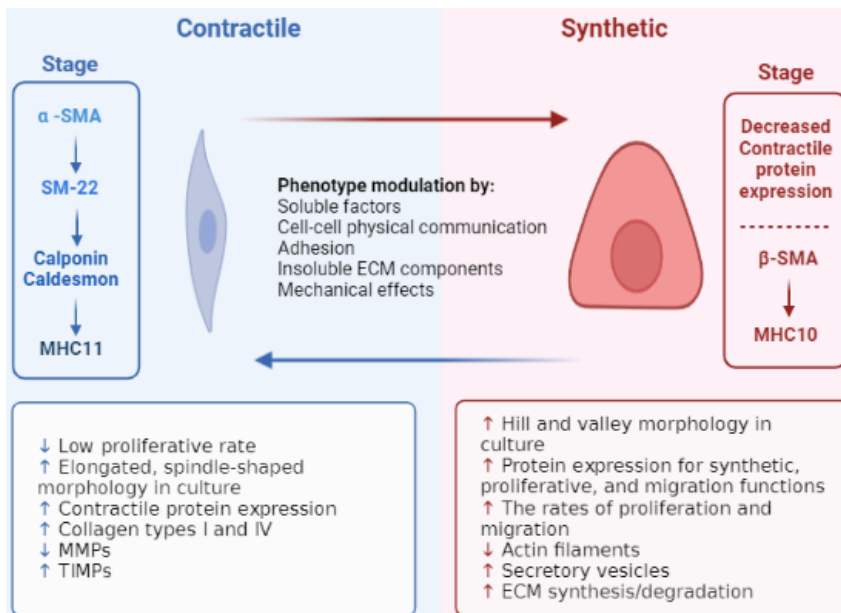 Contractile
Synthetic
Stage
α -SMA
SM-22
Calponin
Caldesmon
MHC11
Phenotype modulation by:
Soluble factors
Cell-cell physical communication
Adhesion
Insoluble ECM components
Mechanical effects
Stage
Decreased
Contractile
protein
expression
β-SMA
MHC10
↓ Low proliferative rate
↑ Elongated, spindle-shaped
morphology in culture
↑ Contractile protein expression
↑ Collagen types I and IV
↓ MMPs
↑ TIMPs
↑ Hill and valley morphology in
culture
↑ Protein expression for synthetic,
proliferative, and migration functions
↑ The rates of proliferation and
migration
↓ Actin filaments
↑ Secretory vesicles
↑ ECM synthesis/degradation